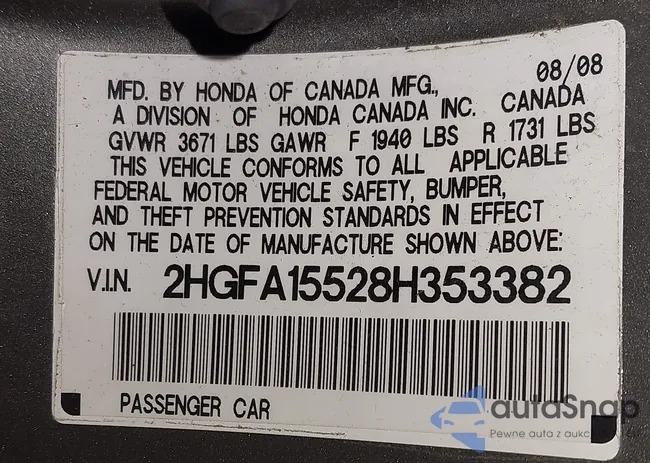 08/08
MFD. BY HONDA OF CANADA MFG.,
A DIVISION OF HONDA CANADA INC. CANADA
GVWR 3671 LBS GAWR F 1940 LBS R 1731 LBS
THIS VEHICLE CONFORMS TO ALL APPLICABLE
FEDERAL MOTOR VEHICLE SAFETY, BUMPER,
AND THEFT PREVENTION STANDARDS IN EFFECT
ON THE DATE OF MANUFACTURE SHOWN ABOVE:
V.I.N. 2HGFA15528H353382
PASSENGER CAR
autoSnap
Pewne auta z aukcji